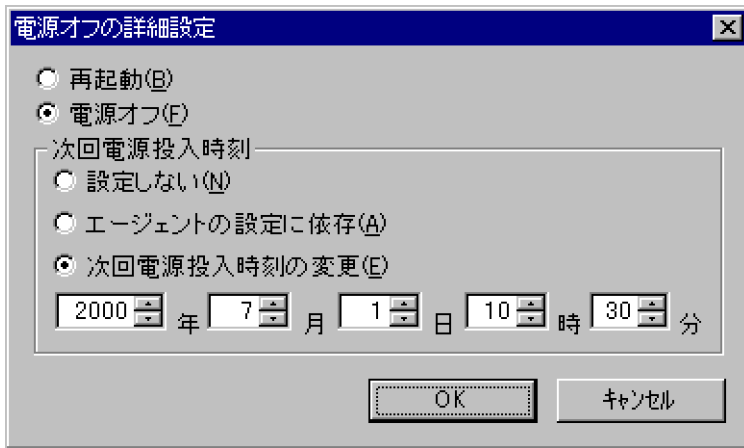 電源オフの詳細設定
再起動(B)
電源オフ(F)
次回電源投入時刻
設定しない(N)
エージェントの設定に依存(A)
次回電源投入時刻の変更(E)
2000 年 7 月 1 日 10 時 30 分
OK キャンセル